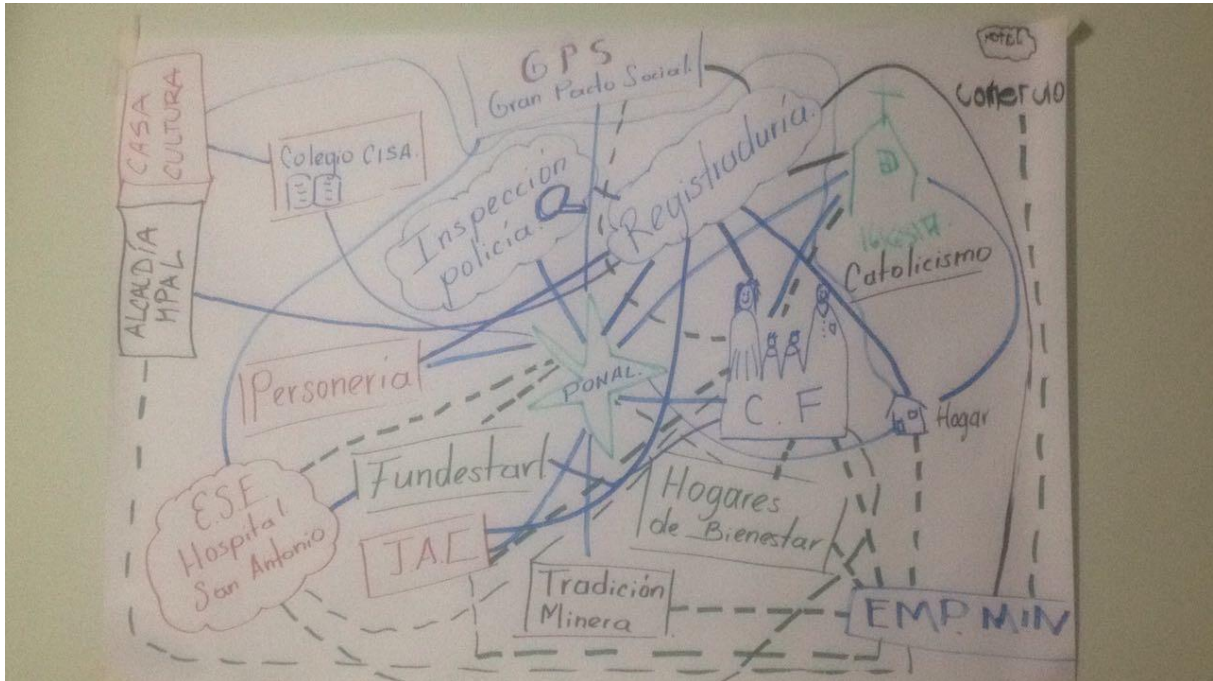 GPS
Gran Pacto Social.
HOTEL
Comercio
CASA
CULTURA
Colegio CISA.
Inspección
policía.
Registraduría.
IGLESIA
Catolicismo
ALCALDÍA
MPAL
Personería
PONAL.
C. F
Hogar
Fundestar
E.S.E
Hospital
San Antonio
J.A.C.
Hogares
de Bienestar
Tradición
Minera
EMP. MIN